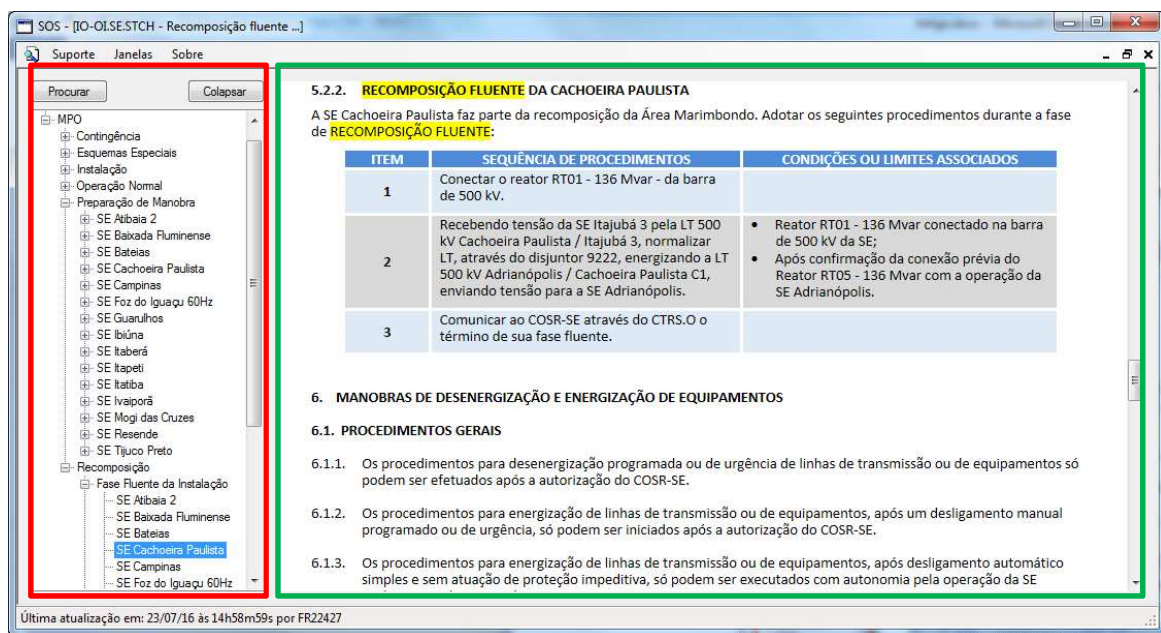 SOS - [IO-OI.SE.STCH - Recomposição fluente ...]
Suporte Janelas Sobre
Procurar Colapsar
MPO
Contingência
Esquemas Especiais
Instalação
Operação Normal
Preparação de Manobra
SE Atibaia 2
SE Baixada Fluminense
SE Bateias
SE Cachoeira Paulista
SE Campinas
SE Foz do Iguaçu 60Hz
SE Guarulhos
SE Ibiúna
SE Itaberá
SE Itapeti
SE Itatiba
SE Ivaiporã
SE Mogi das Cruzes
SE Resende
SE Tijuco Preto
Recomposição
Fase Fluente da Instalação
SE Atibaia 2
SE Baixada Fluminense
SE Bateias
SE Cachoeira Paulista
SE Campinas
SE Foz do Iguaçu 60Hz
5.2.2. RECOMPOSIÇÃO FLUENTE DA CACHOEIRA PAULISTA
A SE Cachoeira Paulista faz parte da recomposição da Área Marimbondo. Adotar os seguintes procedimentos durante a fase
de RECOMPOSIÇÃO FLUENTE:
ITEM SEQUÊNCIA DE PROCEDIMENTOS CONDIÇÕES OU LIMITES ASSOCIADOS
1
Conectar o reator RT01 - 136 Mvar - da barra
de 500 kV.
2
Recebendo tensão da SE Itajubá 3 pela LT 500
kV Cachoeira Paulista / Itajubá 3, normalizar
LT, através do disjuntor 9222, energizando a LT
500 kV Adrianópolis / Cachoeira Paulista C1,
enviando tensão para a SE Adrianópolis.
• Reator RT01 - 136 Mvar conectado na barra
de 500 kV da SE;
• Após confirmação da conexão prévia do
Reator RT05 - 136 Mvar com a operação da
SE Adrianópolis.
3
Comunicar ao COSR-SE através do CTRS.O o
término de sua fase fluente.
6. MANOBRAS DE DESENERGIZAÇÃO E ENERGIZAÇÃO DE EQUIPAMENTOS
6.1. PROCEDIMENTOS GERAIS
6.1.1. Os procedimentos para desenergização programada ou de urgência de linhas de transmissão ou de equipamentos só
podem ser efetuados após a autorização do COSR-SE.
6.1.2. Os procedimentos para energização de linhas de transmissão ou de equipamentos, após um desligamento manual
programado ou de urgência, só podem ser iniciados após a autorização do COSR-SE.
6.1.3. Os procedimentos para energização de linhas de transmissão ou de equipamentos, após desligamento automático
simples e sem atuação de proteção impeditiva, só podem ser executados com autonomia pela operação da SE
Última atualização em: 23/07/16 às 14h58m59s por FR22427